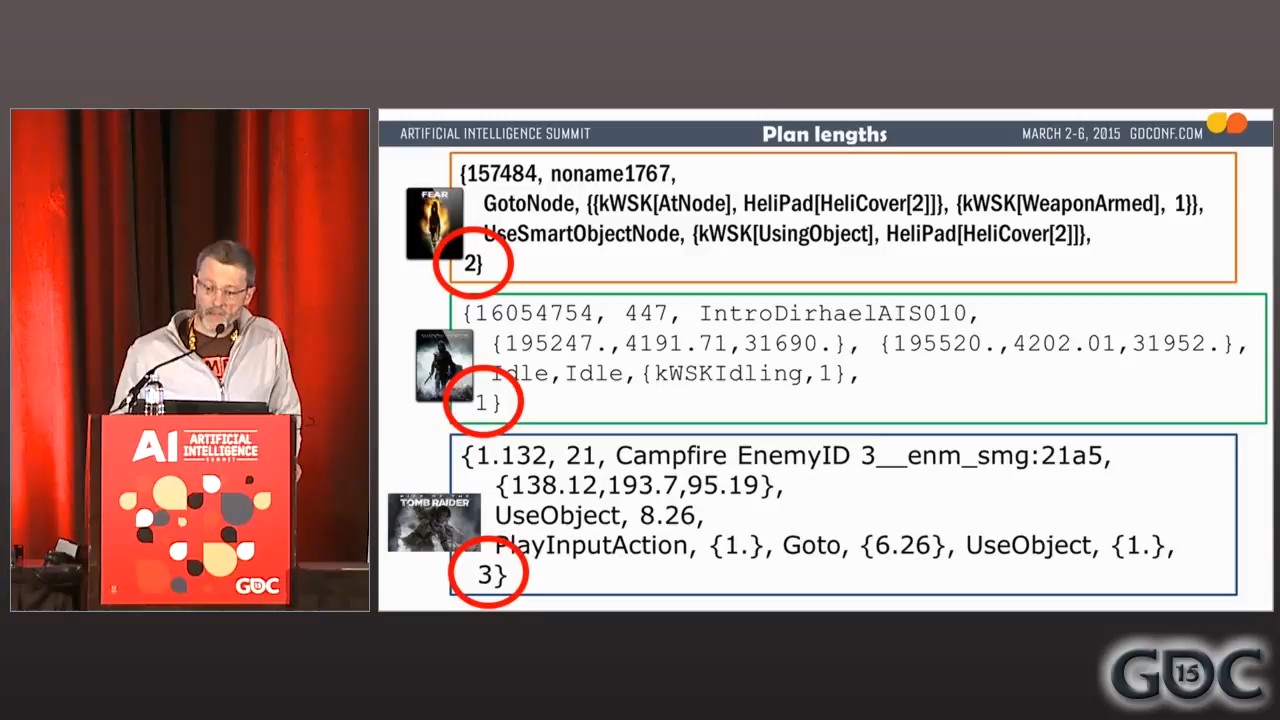 ARTIFICIAL INTELLIGENCE SUMMIT
Plan lengths
MARCH 2-6, 2015 GDCONF.COM
{157484, noname1767,
GotoNode, {{kWSK[AtNode], HeliPad[HeliCover[2]]}, {kWSK[WeaponArmed], 1}},
UseSmartObjectNode, {kWSK[UsingObject], HeliPad[HeliCover[2]]},
2}
FEAR
{16054754, 447, IntroDirhaelAIS010,
{195247.,4191.71,31690.}, {195520.,4202.01,31952.},
Idle,Idle,{kWSKIdling,1},
1}
{1.132, 21, Campfire EnemyID 3__enm_smg:21a5,
{138.12,193.7,95.19},
UseObject, 8.26,
PlayInputAction, {1.}, Goto, {6.26}, UseObject, {1.},
3}
RISE OF THE
TOMB RAIDER
AI
ARTIFICIAL
INTELLIGENCE
SUMMIT
GDC 15
GDC 15